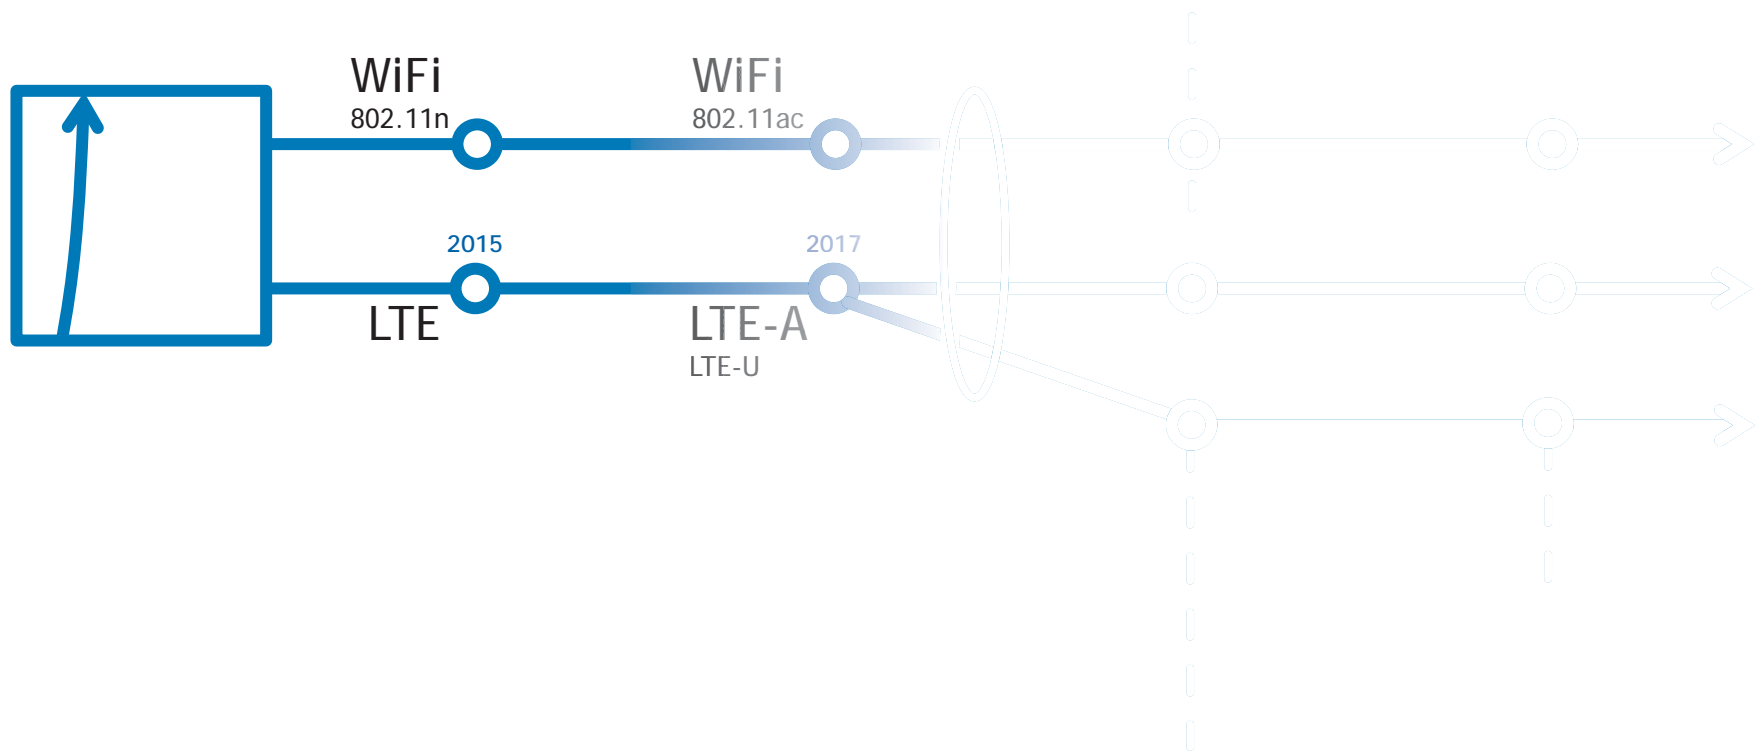 WiFi
802.11n
WiFi
802.11ac
2015
LTE
2017
LTE-A
LTE-U